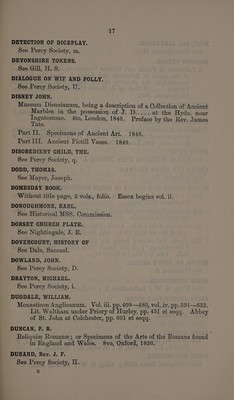 17
DETECTION OF DICEPLAY.
See Percy Society, m.
DEVONSHIRE TOKENS.
See Gill, H. S.
DIALOGUE ON WIT AND FOLLY.
See Percy Society, U.
DISNEY JOHN.
Museum Disneianum, being a description of a Collection of Ancient
Marbles in the possession of J. D..... at the Hyde, near
Ingatestone. 4to, London, 1846. Preface by the Rev. James
Tate.
Part II. Specimens of Ancient Art. 1848.
Part III. Ancient Fictill Vases. 1849.
DISOBEDIENT CHILD, THE.
See Percy Society, q.
DODD, THOMAS.
See Mayer, Joseph.
DOMESDAY BOOK.
Without title page, 2 vols., folio. Essex begins vol. ii.
DONOUGHMORE, EARL.
See Historical MSS. Commission.
DORSET CHURCH PLATE.
See Nightingale, J. E.
DOVERCOURT, HISTORY OF
See Dale, Samuel.
DOWLAND, JOHN.
See Percy Society, D.
DRAYTON, MICHAEL.
See Percy Society, i.
DUGDALE, WILLIAM.
Monasticon Anglicanum. Vol. iii. pp. 409—480, vol. iv. pp. 591—632.
Lit. Waltham under Priory of Hurley, pp. 431 et seqq. Abbey
of St. John at Colchester, pp. 601 et seqq.
DUNCAN, P. B.
Reliquiæ Romanæ; or Specimens of the Arts of the Romans found
in England and Wales. 8vo, Oxford, 1836.
DURAND, Rev. J. F.
See Percy Society, II.